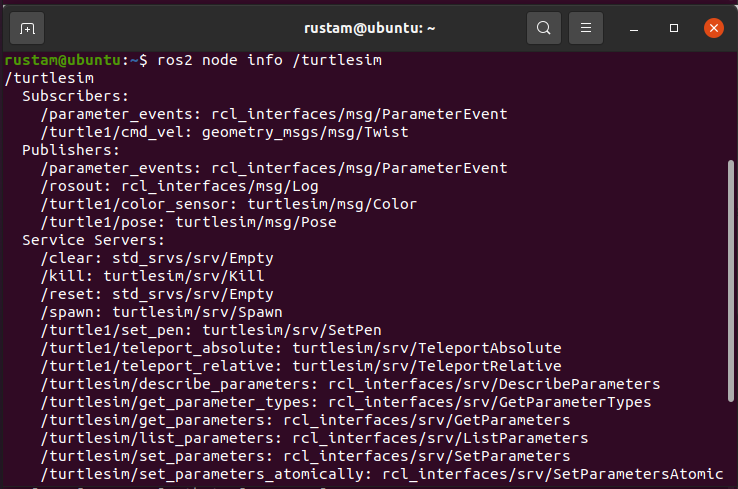 rustam@ubuntu: ~
rustam@ubuntu:~$ ros2 node info /turtlesim
/turtlesim
  Subscribers:
    /parameter_events: rcl_interfaces/msg/ParameterEvent
    /turtle1/cmd_vel: geometry_msgs/msg/Twist
  Publishers:
    /parameter_events: rcl_interfaces/msg/ParameterEvent
    /rosout: rcl_interfaces/msg/Log
    /turtle1/color_sensor: turtlesim/msg/Color
    /turtle1/pose: turtlesim/msg/Pose
  Service Servers:
    /clear: std_srvs/srv/Empty
    /kill: turtlesim/srv/Kill
    /reset: std_srvs/srv/Empty
    /spawn: turtlesim/srv/Spawn
    /turtle1/set_pen: turtlesim/srv/SetPen
    /turtle1/teleport_absolute: turtlesim/srv/TeleportAbsolute
    /turtle1/teleport_relative: turtlesim/srv/TeleportRelative
    /turtlesim/describe_parameters: rcl_interfaces/srv/DescribeParameters
    /turtlesim/get_parameter_types: rcl_interfaces/srv/GetParameterTypes
    /turtlesim/get_parameters: rcl_interfaces/srv/GetParameters
    /turtlesim/list_parameters: rcl_interfaces/srv/ListParameters
    /turtlesim/set_parameters: rcl_interfaces/srv/SetParameters
    /turtlesim/set_parameters_atomically: rcl_interfaces/srv/SetParametersAtomic